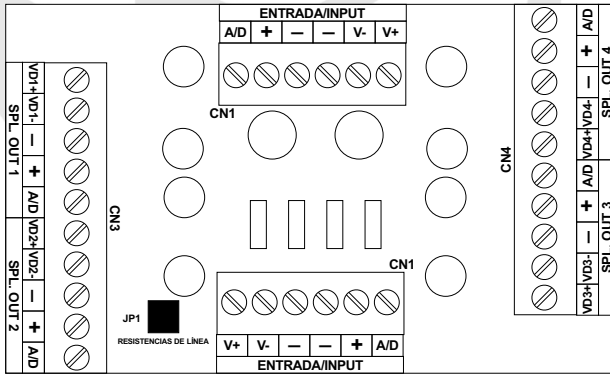 ENTRADA/INPUT
A/D + — — V- V+
CN1
SPL. OUT 1
VD1+ VD1- — + A/D
SPL. OUT 2
VD2+ VD2- — + A/D
CN3
CN4
SPL. OUT 4
A/D + — VD4- VD4+
SPL. OUT 3
A/D + — VD3- VD3+
JP1
RESISTENCIAS DE LÍNEA
CN1
V+ V- — — + A/D
ENTRADA/INPUT